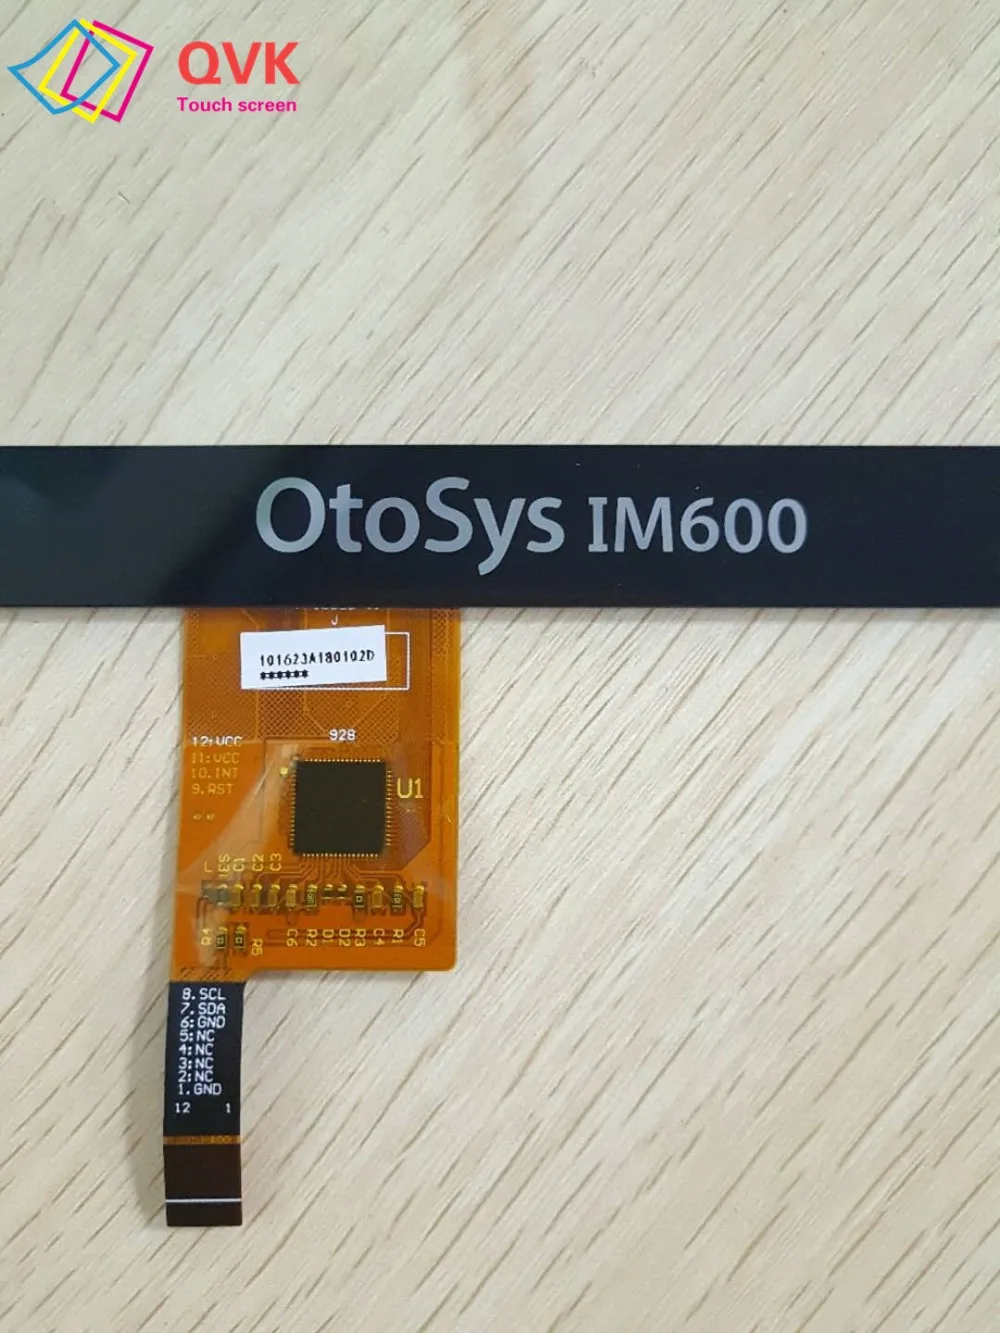 QVK
Touch screen
OtoSys IM600
J
101623A180102D
******
928
12:VCC
11:VCC
10.INT
9.RST
U1
C1
C2
C3
R4
R5
C6
R2
D1
D2
R3
C4
R1
C5
8.SCL
7.SDA
6:GND
5:NC
4:NC
3:NC
2:NC
1.GND
12 1